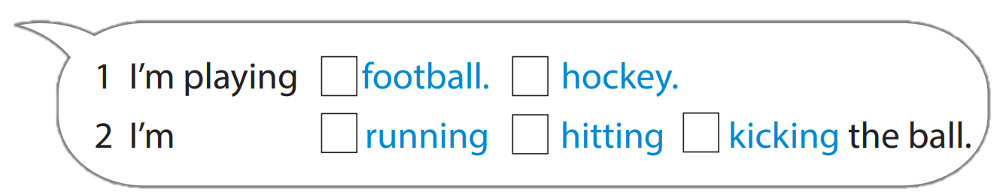 1 I’m playing football. hockey.
2 I’m running hitting kicking the ball.